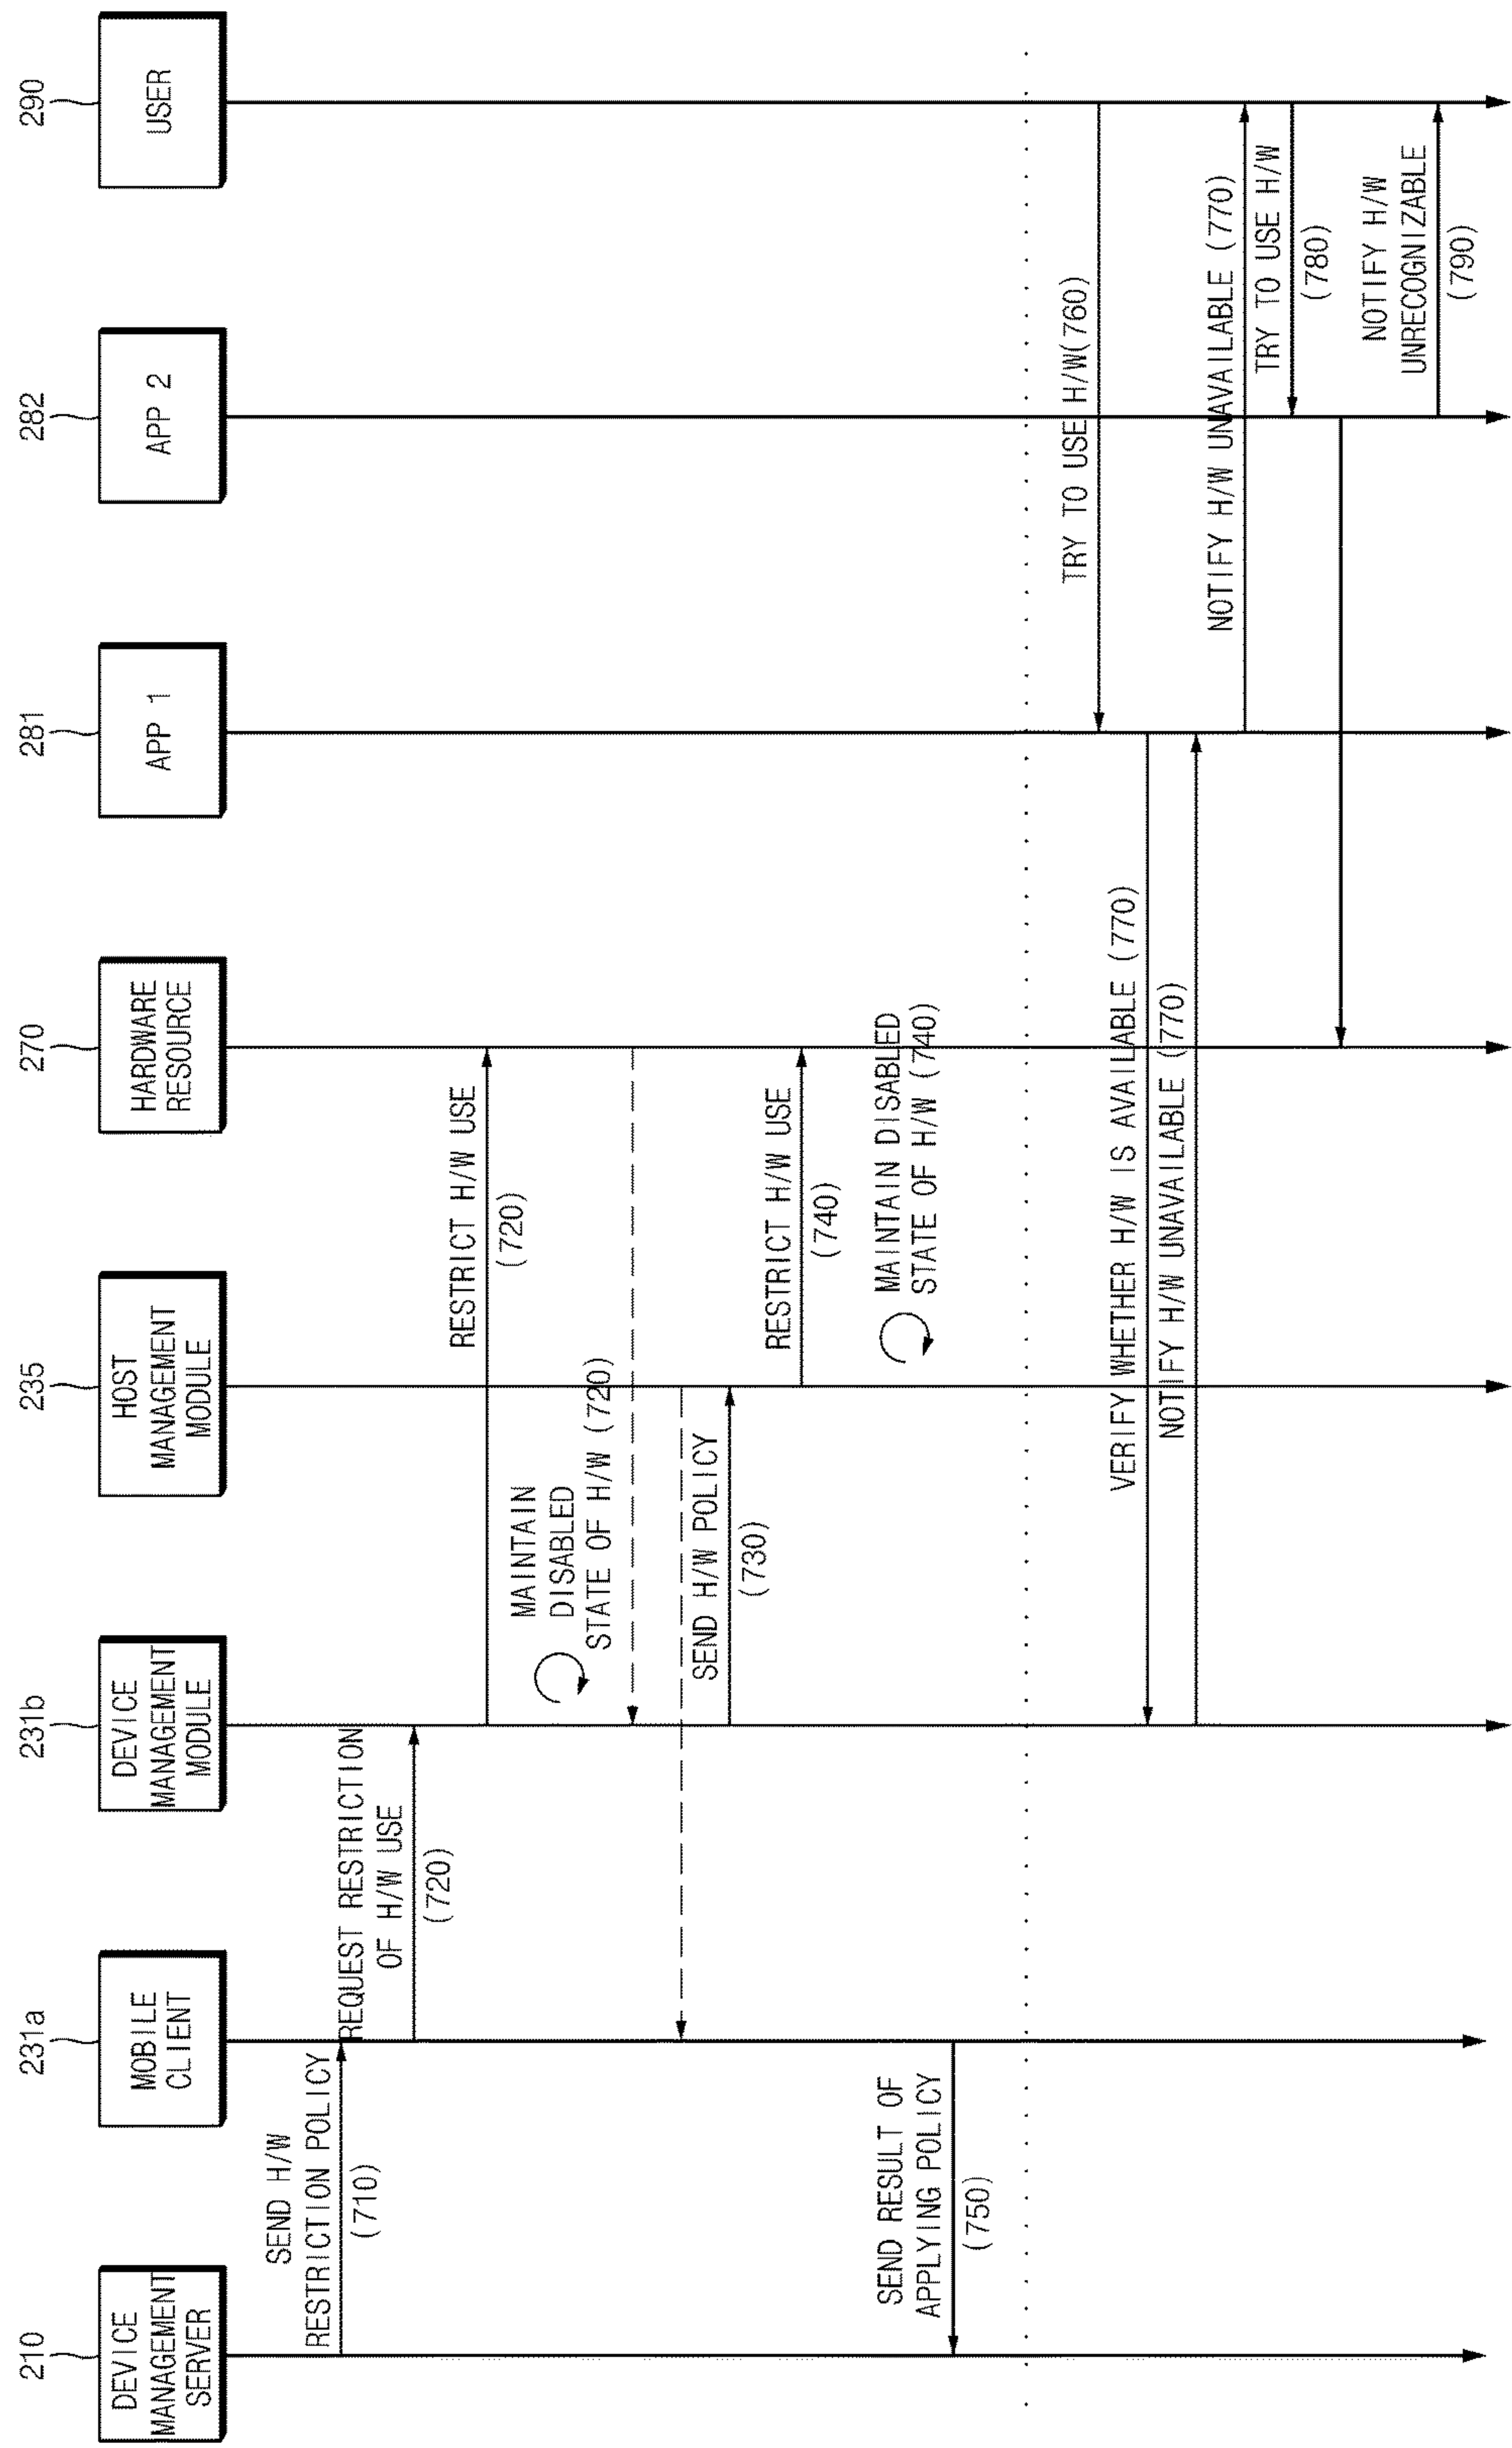 210
DEVICE
MANAGEMENT
SERVER
231a
MOBILE
CLIENT
231b
DEVICE
MANAGEMENT
MODULE
235
HOST
MANAGEMENT
MODULE
270
HARDWARE
RESOURCE
281
APP 1
282
APP 2
290
USER
SEND H/W
RESTRICTION POLICY
(710)
REQUEST RESTRICTION
OF H/W USE
(720)
RESTRICT H/W USE
(720)
MAINTAIN
DISABLED
STATE OF H/W (720)
SEND H/W POLICY
(730)
RESTRICT H/W USE
(740)
MAINTAIN DISABLED
STATE OF H/W (740)
SEND RESULT OF
APPLYING POLICY
(750)
TRY TO USE H/W(760)
VERIFY WHETHER H/W IS AVAILABLE (770)
NOTIFY H/W UNAVAILABLE (770)
NOTIFY H/W UNAVAILABLE (770)
TRY TO USE H/W
(780)
NOTIFY H/W
UNRECOGNIZABLE
(790)